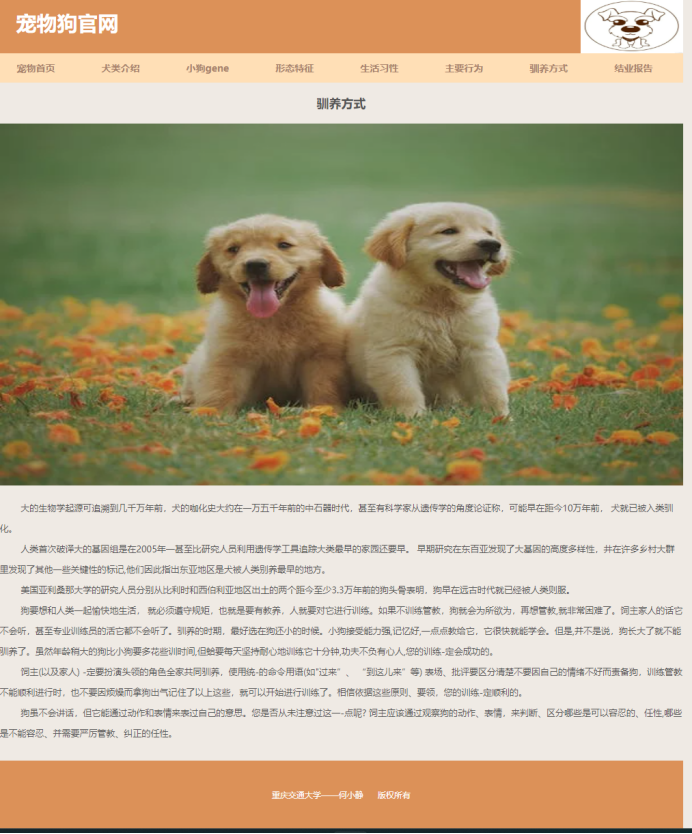 宠物狗官网
宠物首页 犬类介绍 小狗gene 形态特征 生活习性 主要行为 驯养方式 结业报告
驯养方式
大的生物学起源可追溯到几千万年前，犬的咖化史大约在一万五千年前的中石器时代，甚至有科学家从遗传学的角度论证称，可能早在距今10万年前， 犬就已被人类驯
化。
人类首次破译大的基因组是在2005年—甚至比研究人员利用遗传学工具追踪大类最早的家园还要早。 早期研究在东百亚发现了大基因的高度多样性，井在许多乡村大群
里发现了其他一些关键性的标记,他们因此指出东亚地区是犬被人类别养最早的地方。
美国亚利桑那大学的研究人员分别从比利时和西伯利亚地区出土的两个距今至少3.3万年前的狗头骨表明，狗早在远古时代就已经被人类则服。
狗要想和人类一起愉快地生活， 就必须遵守规矩，也就是要有教养，人就要对它进行训练。如果不训练管教，狗就会为所欲为，再想管教,就非常困难了。饲主家人的话它
不会听，甚至专业训练员的活它都不会听了。驯养的时期，最好选在狗还小的时候。小狗接受能力强,记忆好,一点点教给它，它很快就能学会。但是,并不是说，狗长大了就不能
驯养了。虽然年龄稍大的狗比小狗要多花些训时间,但鲶要每天坚持耐心地训练它十分钟,功夫不负有心人,您的训练-定会成功的。
饲主(以及家人) -定要扮演头领的角色全家共同驯养，使用统-的命令用语(如"过来” 、 “到这儿来”等) 表场、批评要区分清楚不要因自己的情绪不好而责备狗，训练管教
不能顺利进行时，也不要因烦燥而拿狗出气记住了以上这些，就可以开始进行训练了。相信依据这些原则、要领，您的训练-定顺利的。
狗虽不会讲话，但它能通过动作和表情来表过自己的意思。您是否从未注意过这一-点呢? 饲主应该通过观察狗的动作、表情，来判断、区分哪些是可以容忍的、任性,哪些
是不能容忍、并需要严厉管教、纠正的任性。
重庆交通大学——何小静 版权所有